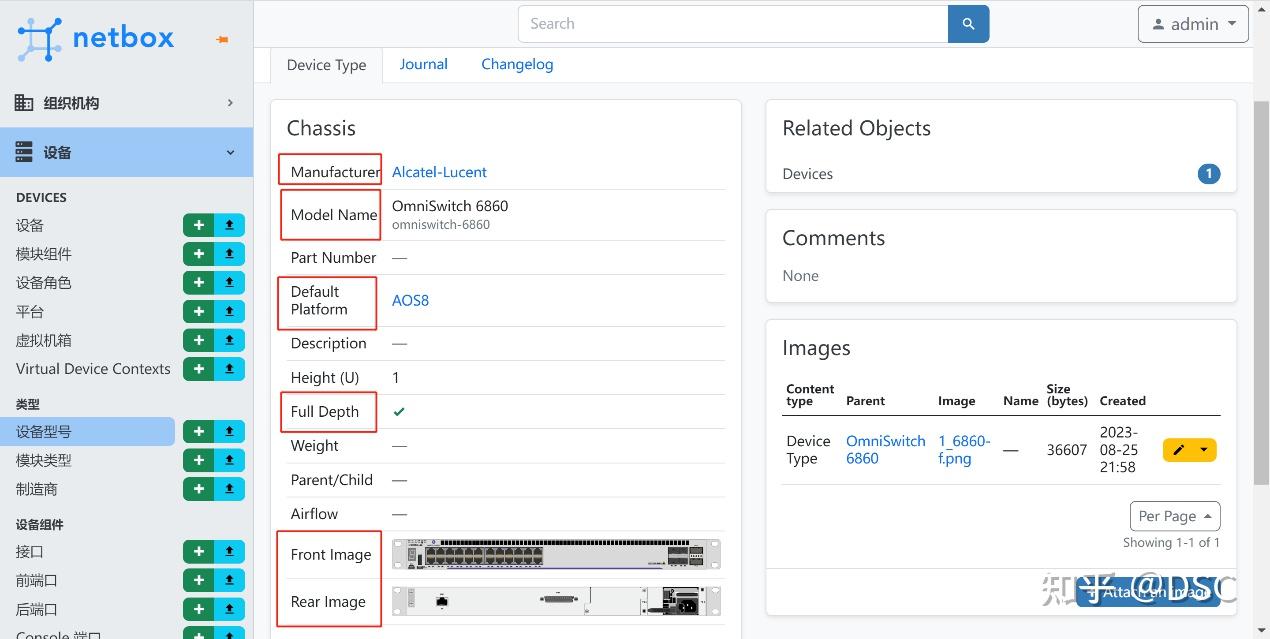 netbox
Search
admin
组织机构
设备
DEVICES
设备
模块组件
设备角色
平台
虚拟机箱
Virtual Device Contexts
类型
设备型号
模块类型
制造商
设备组件
接口
前端口
后端口
Console 端口
Device Type
Journal
Changelog
Chassis
Manufacturer Alcatel-Lucent
Model Name OmniSwitch 6860
omniswitch-6860
Part Number —
Default
Platform
AOS8
Description —
Height (U) 1
Full Depth
Weight —
Parent/Child —
Airflow —
Front Image
Rear Image
Related Objects
Devices 1
Comments
None
Images
Content
type
Parent
Image
Name
Size
(bytes)
Created
Device
Type
OmniSwitch
6860
1_6860-
f.png
—
36607
2023-
08-25
21:58
Per Page
Showing 1-1 of 1
Attach an image
知乎 @DSC